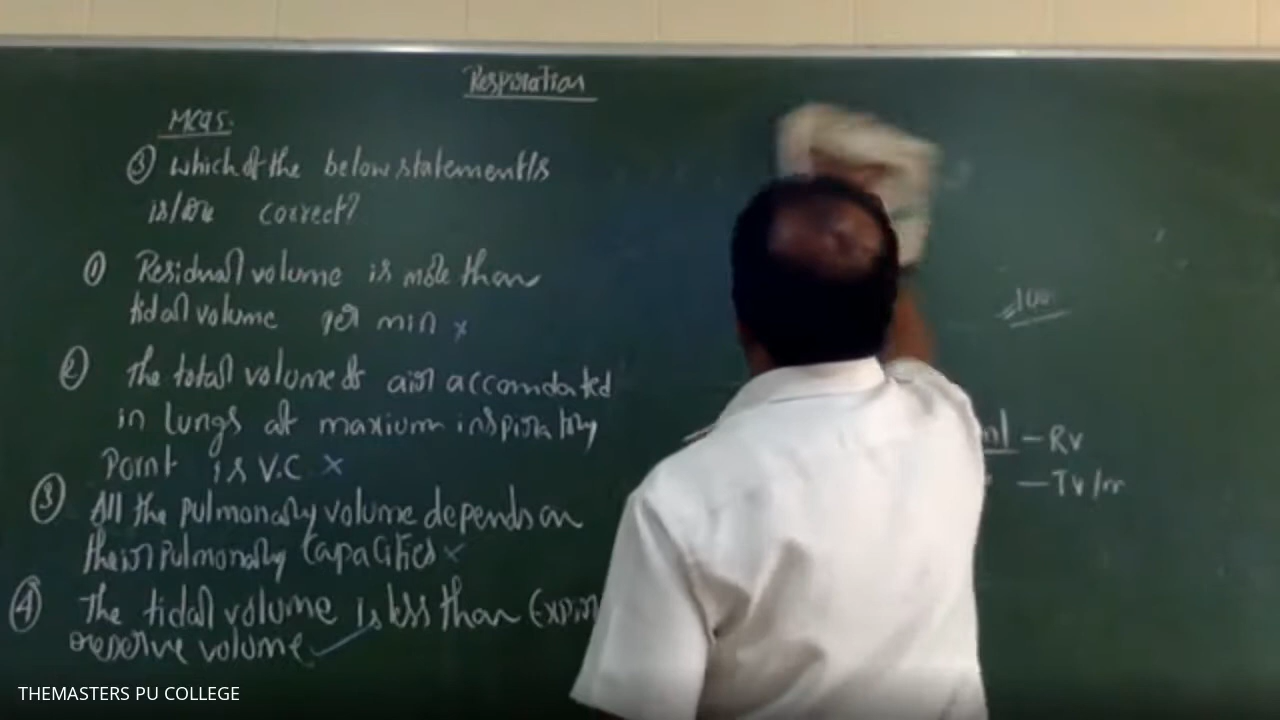 Respiration
MCQs.
③ Which of the below statement/s
is/are correct?
① Residual volume is more than
tidal volume per min ×
② The total volume of air accomdated
in lungs at maxium inspiratory
Point is V.C ×
③ All the pulmonary volume depends on
their pulmonary Capacities ×
④ The tidal volume is less than Expir
reserve volume ✓
ml – RV
– TV/m
THEMASTERS PU COLLEGE